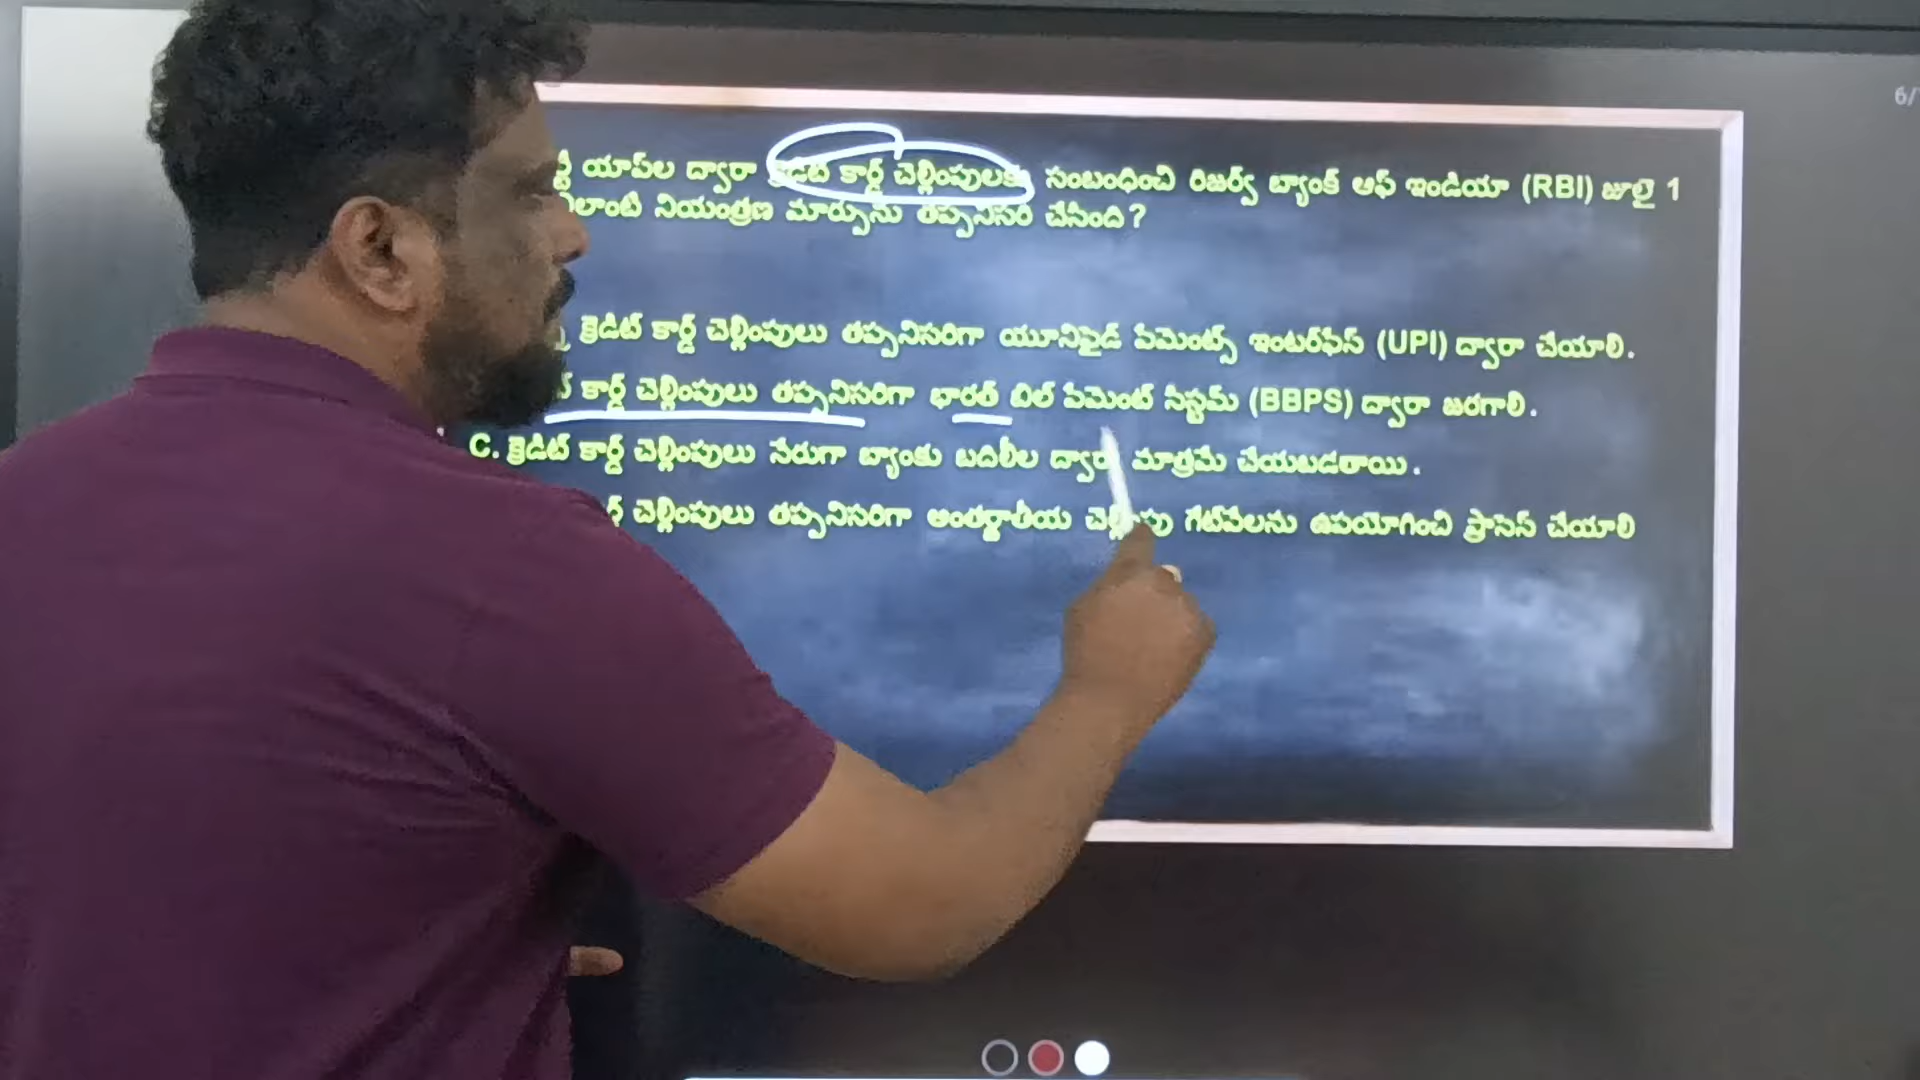 6/
యాప్‌ల ద్వారా క్రెడిట్ కార్డ్ చెల్లింపులకు సంబంధించి రిజర్వ్ బ్యాంక్ ఆఫ్ ఇండియా (RBI) జూలై 1
నియంత్రణ మార్పును తప్పనిసరి చేసింది ?
క్రెడిట్ కార్డ్ చెల్లింపులు తప్పనిసరిగా యూనిఫైడ్ పేమెంట్స్ ఇంటర్‌ఫేస్ (UPI) ద్వారా చేయాలి .
కార్డ్ చెల్లింపులు తప్పనిసరిగా భారత్ బిల్ పేమెంట్ సిస్టమ్ (BBPS) ద్వారా జరగాలి .
C. క్రెడిట్ కార్డ్ చెల్లింపులు నేరుగా బ్యాంకు బదిలీల ద్వారా మాత్రమే చేయబడతాయి .
చెల్లింపులు తప్పనిసరిగా అంతర్జాతీయ చెల్లింపు గేట్‌వేలను ఉపయోగించి ప్రాసెస్ చేయాలి